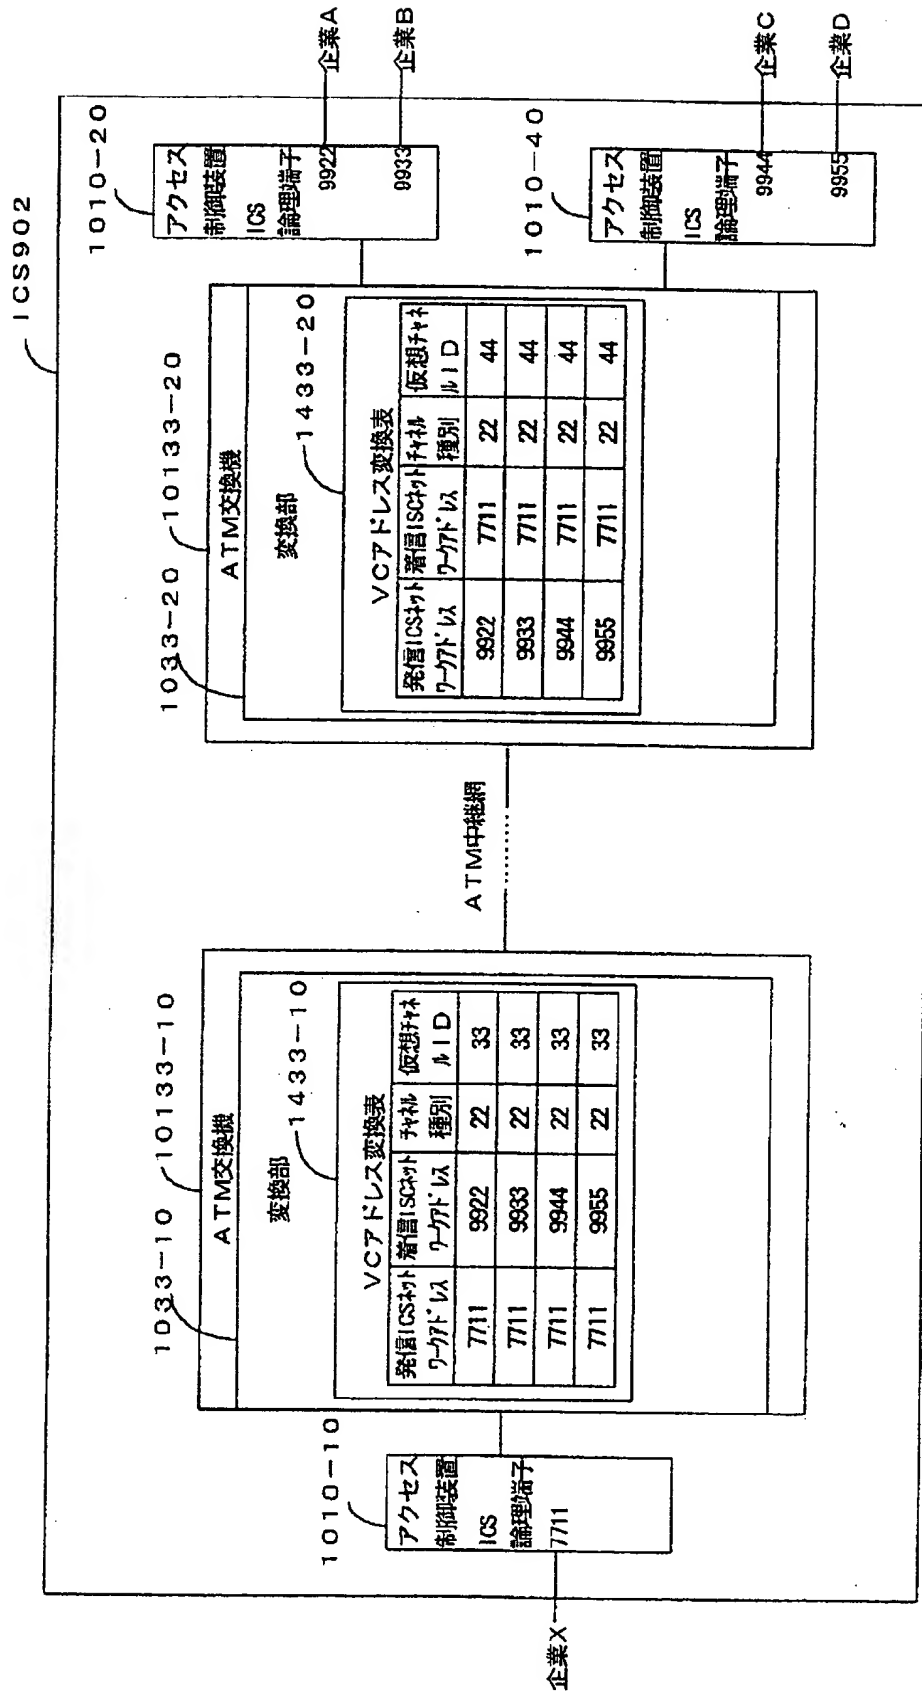 ICS902
1010-10
アクセス
制御装置
ICS
論理端子
7711
企業X
1033-10
10133-10
ATM交換機
変換部
1433-10
VCアドレス変換表
発信ICSネット 着信ISCネット チャネル 仮想チャネ
ワークアドレス ワークアドレス 種別 ルID
7711 9922 22 33
7711 9933 22 33
7711 9944 22 33
7711 9955 22 33
ATM中継網
1033-20
10133-20
ATM交換機
変換部
1433-20
VCアドレス変換表
発信ICSネット 着信ISCネット チャネル 仮想チャネ
ワークアドレス ワークアドレス 種別 ルID
9922 7711 22 44
9933 7711 22 44
9944 7711 22 44
9955 7711 22 44
1010-20
アクセス
制御装置
ICS
論理端子
9922
9933
企業A
企業B
1010-40
アクセス
制御装置
ICS
論理端子
9944
9955
企業C
企業D